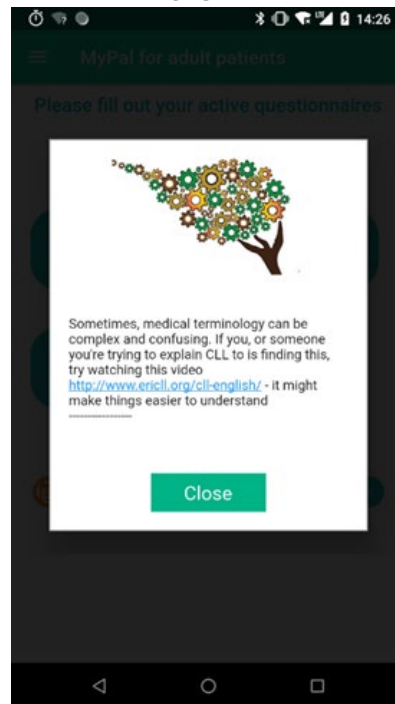 14:26
MyPal for adult patients
Please fill out your active questionnaires
Sometimes, medical terminology can be
complex and confusing. If you, or someone
you're trying to explain CLL to is finding this,
try watching this video
http://www.ericll.org/cll-english/ - it might
make things easier to understand
----------------
Close